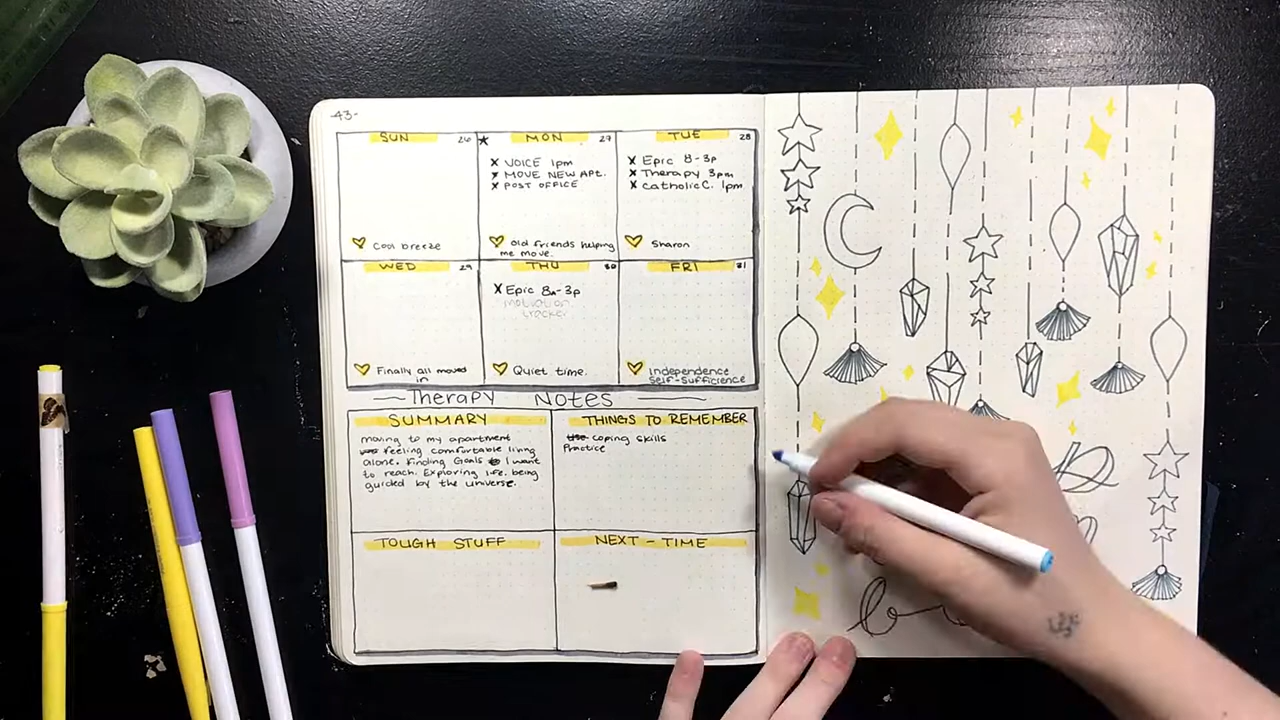 43-
SUN 26
Cool breeze
★ MON 27
x VOICE 1pm
x MOVE NEW APT.
x POST OFFICE
Old friends helping
me move.
TUE 28
x Epic 8-3p
x Therapy 3pm
x Catholic C. 1pm
Sharon
WED 29
Finally all moved
in
THU 30
x Epic 8a-3p
motivation
tracker
Quiet time.
FRI 31
Independence
Self-Sufficience
Therapy Notes
SUMMARY
moving to my apartment
feeling comfortable living
alone. Finding Goals I want
to reach. Exploring life. being
guided by the universe.
THINGS TO REMEMBER
coping skills
Practice
TOUGH STUFF
NEXT-TIME